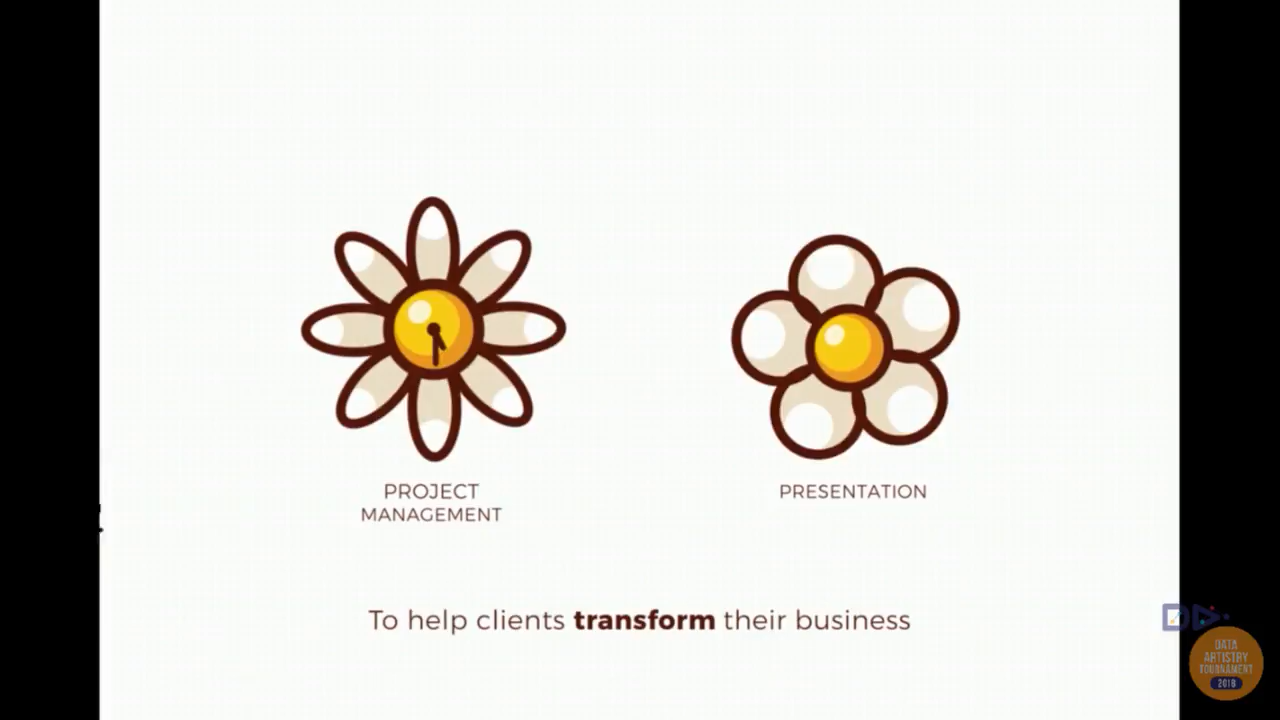 PROJECT
MANAGEMENT
PRESENTATION
To help clients transform their business
DATA
ARTISTRY
TOURNAMENT
2018